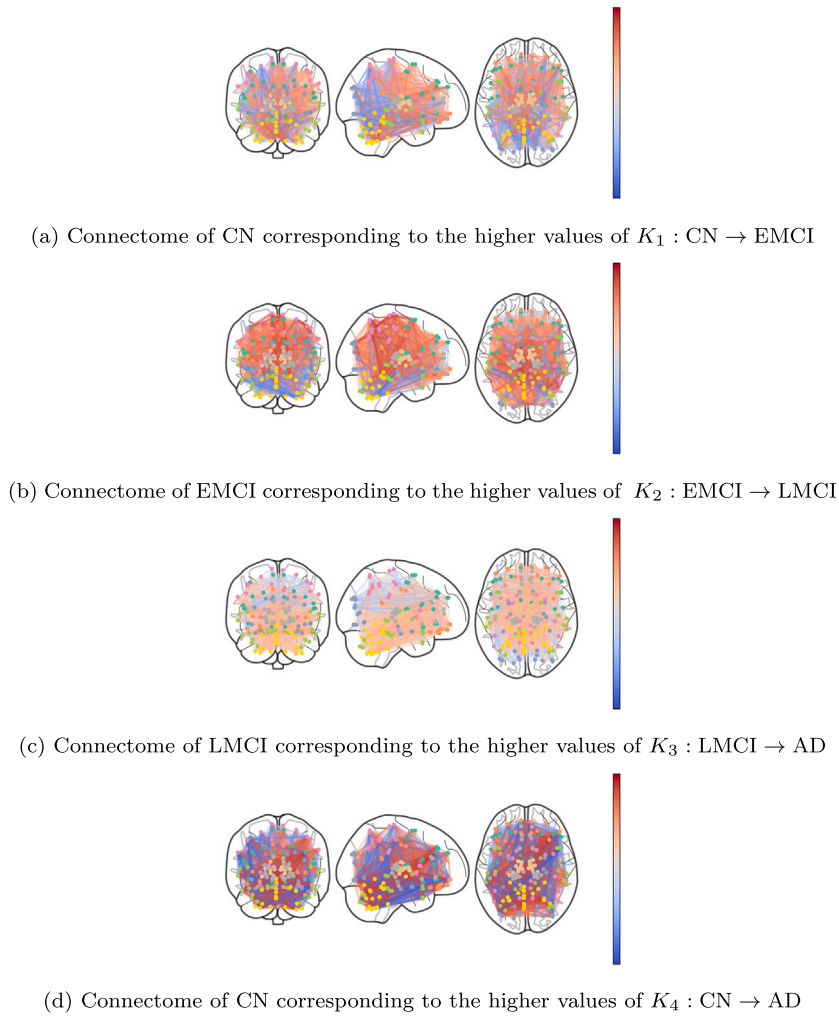 (a) Connectome of CN corresponding to the higher values of K₁ : CN → EMCI
(b) Connectome of EMCI corresponding to the higher values of K₂ : EMCI → LMCI
(c) Connectome of LMCI corresponding to the higher values of K₃ : LMCI → AD
(d) Connectome of CN corresponding to the higher values of K₄ : CN → AD